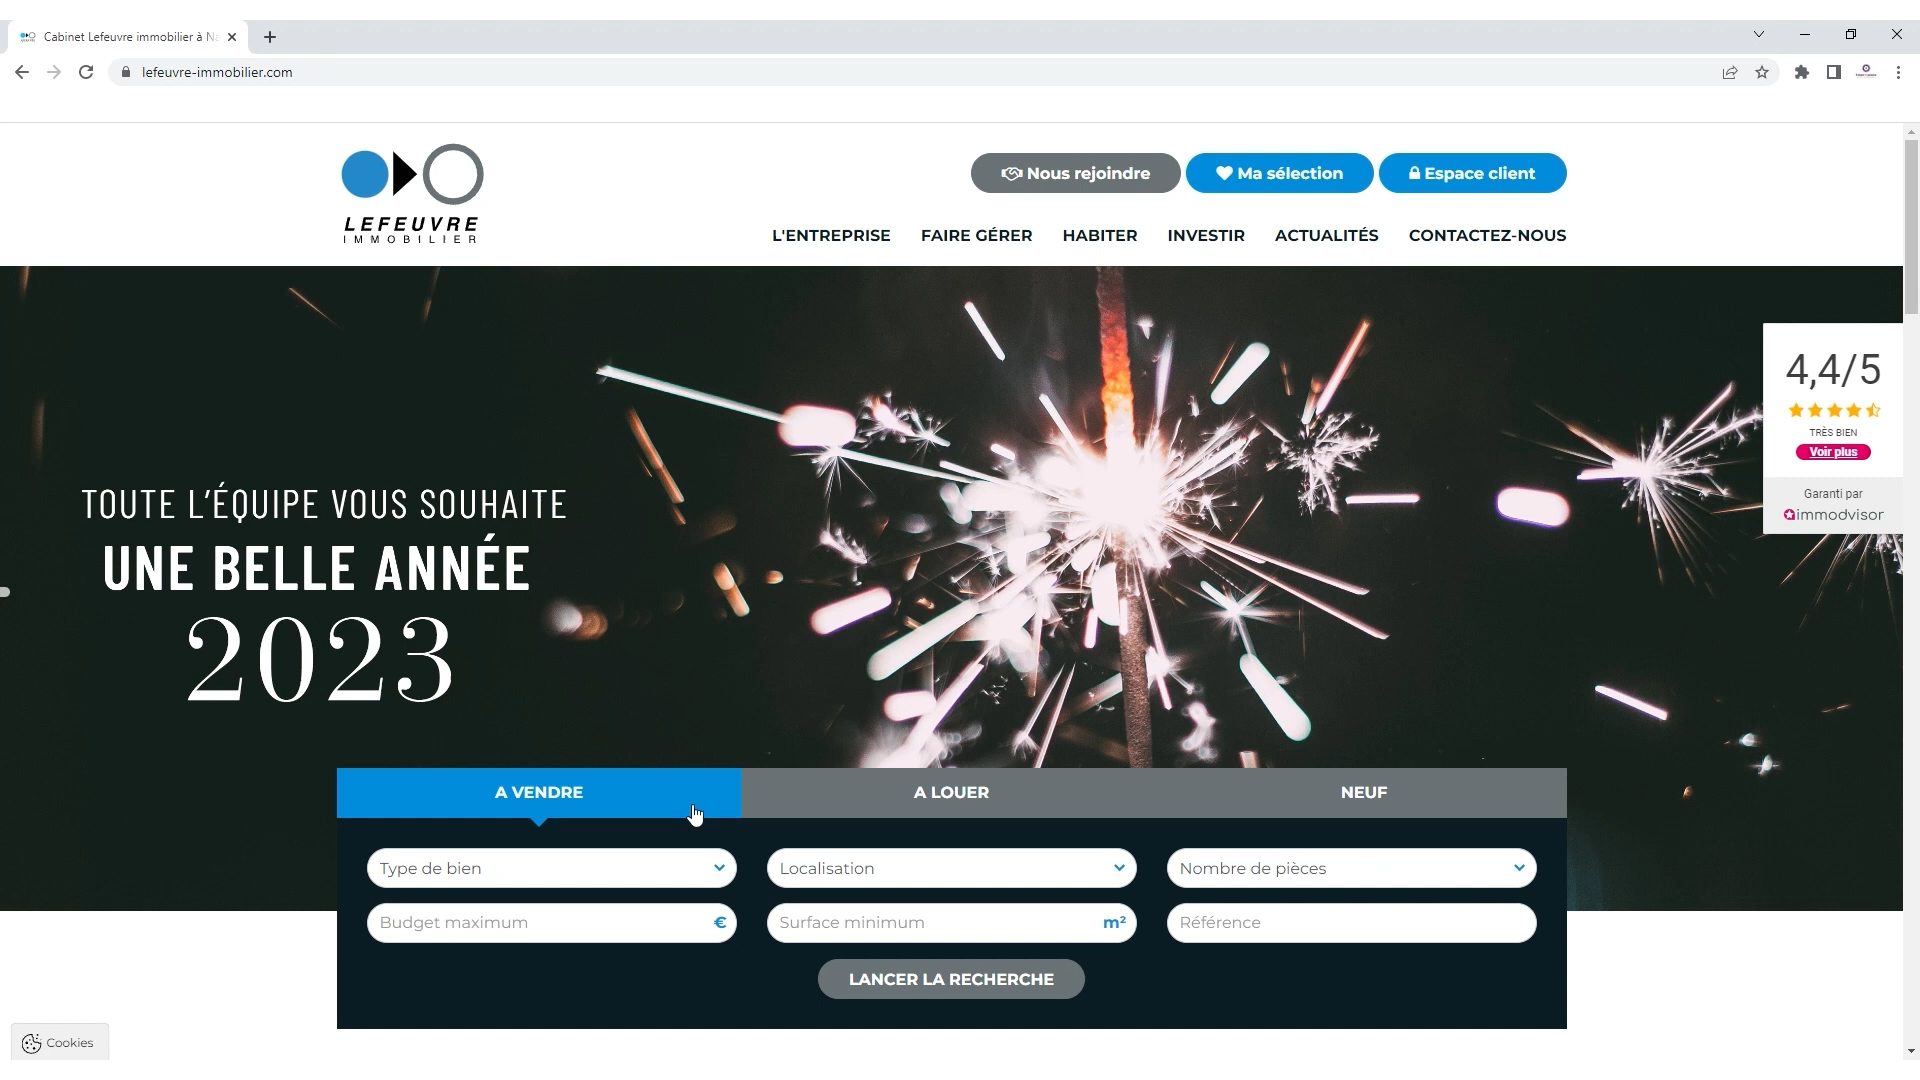 Cabinet Lefeuvre immobilier à Na
lefeuvre-immobilier.com
LEFEUVRE
IMMOBILIER
Nous rejoindre
Ma sélection
Espace client
L'ENTREPRISE
FAIRE GÉRER
HABITER
INVESTIR
ACTUALITÉS
CONTACTEZ-NOUS
4,4/5
TRÈS BIEN
Voir plus
Garanti par
immodvisor
TOUTE L'ÉQUIPE VOUS SOUHAITE
UNE BELLE ANNÉE
2023
A VENDRE
A LOUER
NEUF
Type de bien
Localisation
Nombre de pièces
Budget maximum €
Surface minimum m²
Référence
LANCER LA RECHERCHE
Cookies